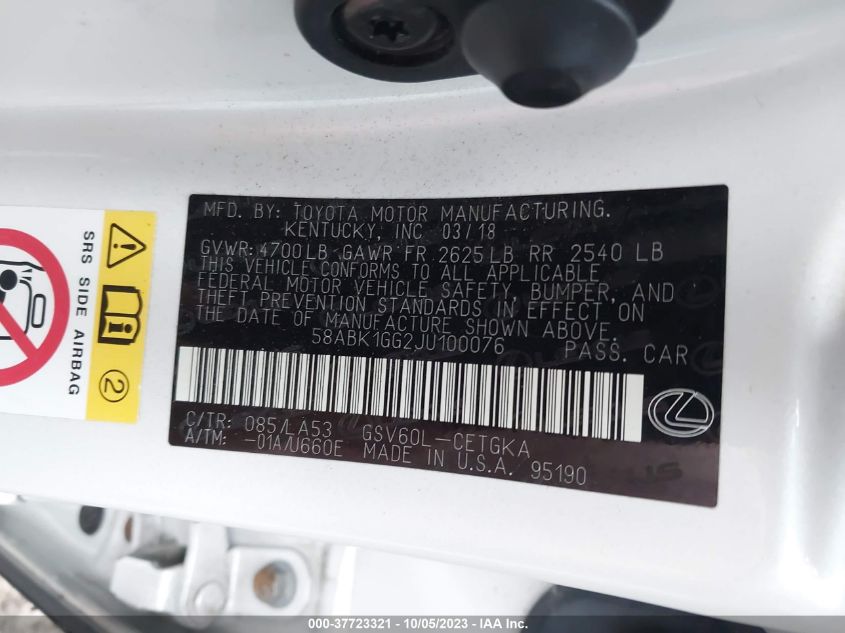 MFD. BY: TOYOTA MOTOR MANUFACTURING.
KENTUCKY, INC 03/18
GVWR: 4700 LB GAWR FR 2625 LB RR 2540 LB
THIS VEHICLE CONFORMS TO ALL APPLICABLE
FEDERAL MOTOR VEHICLE SAFETY, BUMPER, AND
THEFT PREVENTION STANDARDS IN EFFECT ON
THE DATE OF MANUFACTURE SHOWN ABOVE.
58ABK1GG2JU100076 PASS. CAR
C/TR: 085/LA53 GSV60L-CETGKA
A/TM: -01A/U660E MADE IN U.S.A. 95190
SRS SIDE AIRBAG
2
000-37723321 - 10/05/2023 - IAA Inc.